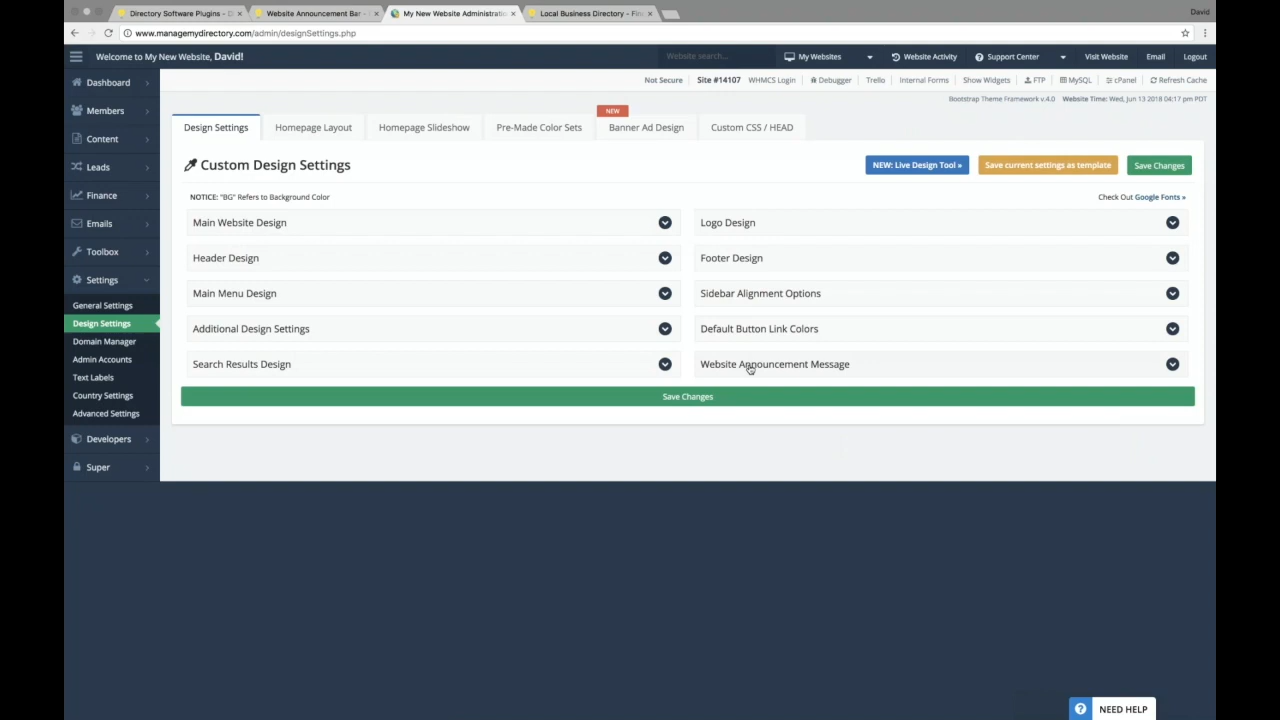 Directory Software Plugins - D
Website Announcement Bar -
My New Website Administratio
Local Business Directory - Fin
David
www.managemydirectory.com/admin/designSettings.php
Welcome to My New Website, David!
Website search...
My Websites
Website Activity
Support Center
Visit Website
Email
Logout
Not Secure
Site #14107
WHMCS Login
Debugger
Trello
Internal Forms
Show Widgets
FTP
MySQL
cPanel
Refresh Cache
Bootstrap Theme Framework v.4.0 Website Time: Wed, Jun 13 2018 04:17 pm PDT
Dashboard
Members
Content
Leads
Finance
Emails
Toolbox
Settings
General Settings
Design Settings
Domain Manager
Admin Accounts
Text Labels
Country Settings
Advanced Settings
Developers
Super
NEW
Design Settings
Homepage Layout
Homepage Slideshow
Pre-Made Color Sets
Banner Ad Design
Custom CSS / HEAD
Custom Design Settings
NEW: Live Design Tool »
Save current settings as template
Save Changes
NOTICE: "BG" Refers to Background Color
Check Out Google Fonts »
Main Website Design
Logo Design
Header Design
Footer Design
Main Menu Design
Sidebar Alignment Options
Additional Design Settings
Default Button Link Colors
Search Results Design
Website Announcement Message
Save Changes
NEED HELP